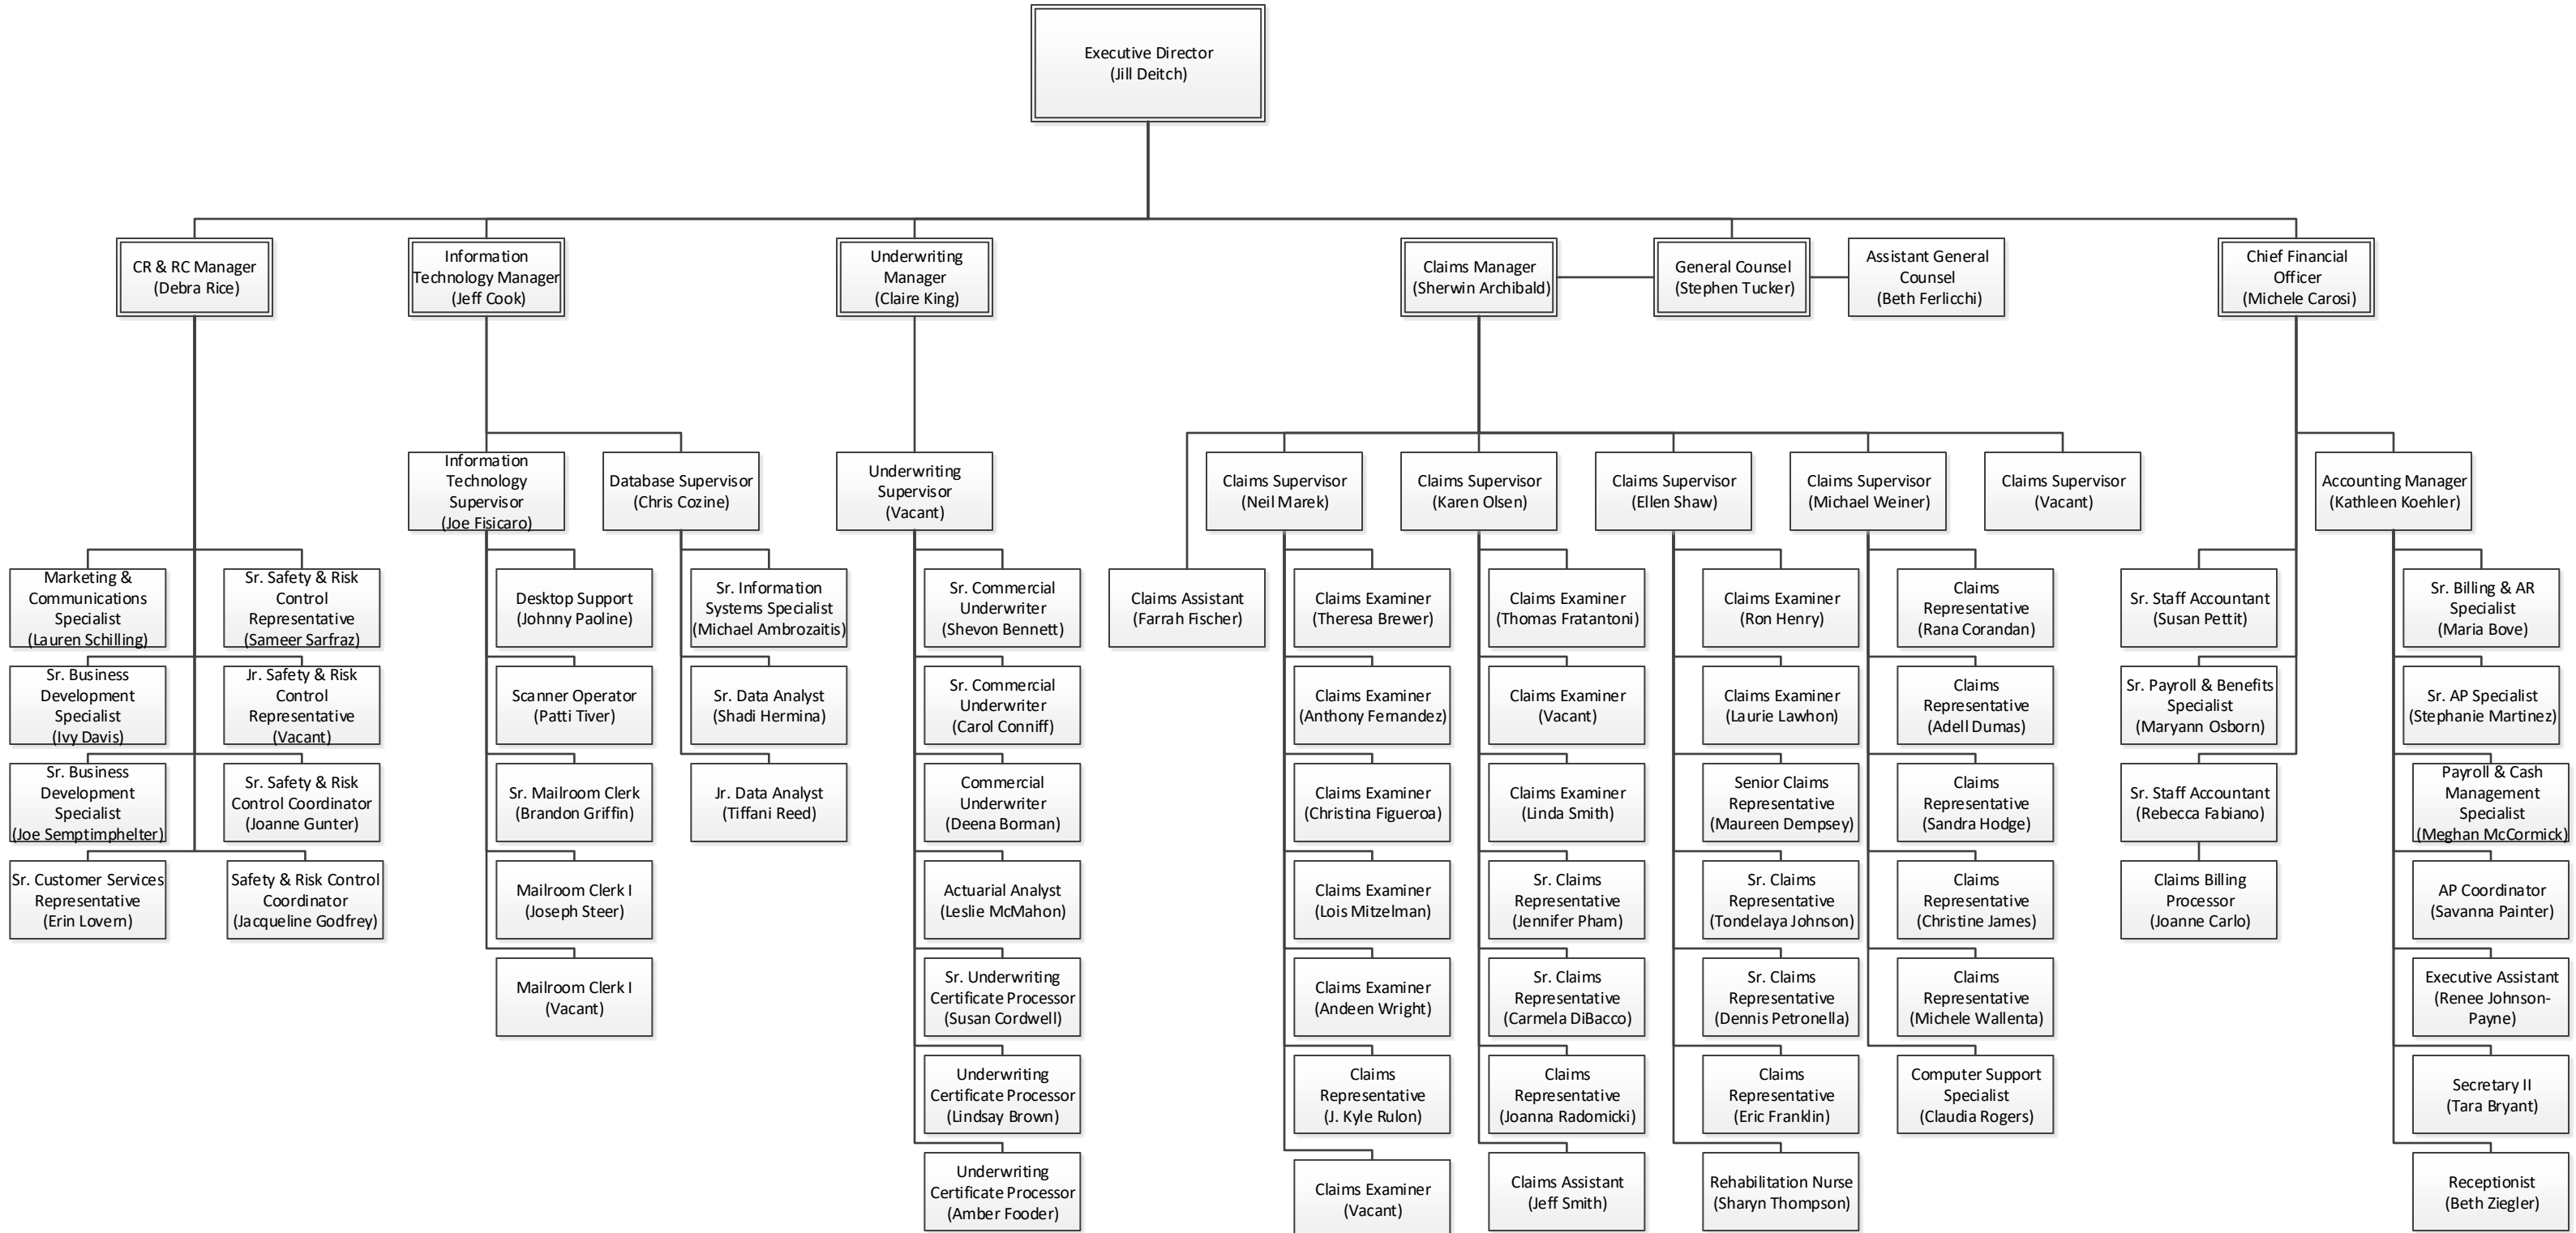 Executive Director
(Jill Deitch)
CR & RC Manager
(Debra Rice)
Information
Technology Manager
(Jeff Cook)
Underwriting
Manager
(Claire King)
Claims Manager
(Sherwin Archibald)
General Counsel
(Stephen Tucker)
Assistant General
Counsel
(Beth Ferlicchi)
Chief Financial
Officer
(Michele Carosi)
Information
Technology
Supervisor
(Joe Fisicaro)
Database Supervisor
(Chris Cozine)
Underwriting
Supervisor
(Vacant)
Claims Supervisor
(Neil Marek)
Claims Supervisor
(Karen Olsen)
Claims Supervisor
(Ellen Shaw)
Claims Supervisor
(Michael Weiner)
Claims Supervisor
(Vacant)
Accounting Manager
(Kathleen Koehler)
Marketing &
Communications
Specialist
(Lauren Schilling)
Sr. Safety & Risk
Control
Representative
(Sameer Sarfraz)
Desktop Support
(Johnny Paoline)
Sr. Information
Systems Specialist
(Michael Ambrozaitis)
Sr. Commercial
Underwriter
(Shevon Bennett)
Claims Assistant
(Farrah Fischer)
Claims Examiner
(Theresa Brewer)
Claims Examiner
(Thomas Fratantoni)
Claims Examiner
(Ron Henry)
Claims
Representative
(Rana Corandan)
Sr. Staff Accountant
(Susan Pettit)
Sr. Billing & AR
Specialist
(Maria Bove)
Sr. Business
Development
Specialist
(Ivy Davis)
Jr. Safety & Risk
Control
Representative
(Vacant)
Scanner Operator
(Patti Tiver)
Sr. Data Analyst
(Shadi Hermina)
Sr. Commercial
Underwriter
(Carol Conniff)
Claims Examiner
(Anthony Fernandez)
Claims Examiner
(Vacant)
Claims Examiner
(Laurie Lawhon)
Claims
Representative
(Adell Dumas)
Sr. Payroll & Benefits
Specialist
(Maryann Osborn)
Sr. AP Specialist
(Stephanie Martinez)
Sr. Business
Development
Specialist
(Joe Semptimphelter)
Sr. Safety & Risk
Control Coordinator
(Joanne Gunter)
Sr. Mailroom Clerk
(Brandon Griffin)
Jr. Data Analyst
(Tiffani Reed)
Commercial
Underwriter
(Deena Borman)
Claims Examiner
(Christina Figueroa)
Claims Examiner
(Linda Smith)
Senior Claims
Representative
(Maureen Dempsey)
Claims
Representative
(Sandra Hodge)
Sr. Staff Accountant
(Rebecca Fabiano)
Payroll & Cash
Management
Specialist
(Meghan McCormick)
Sr. Customer Services
Representative
(Erin Lovern)
Safety & Risk Control
Coordinator
(Jacqueline Godfrey)
Mailroom Clerk I
(Joseph Steer)
Actuarial Analyst
(Leslie McMahon)
Claims Examiner
(Lois Mitzelman)
Sr. Claims
Representative
(Jennifer Pham)
Sr. Claims
Representative
(Tondelaya Johnson)
Claims
Representative
(Christine James)
Claims Billing
Processor
(Joanne Carlo)
AP Coordinator
(Savanna Painter)
Mailroom Clerk I
(Vacant)
Sr. Underwriting
Certificate Processor
(Susan Cordwell)
Claims Examiner
(Andeen Wright)
Sr. Claims
Representative
(Carmela DiBacco)
Sr. Claims
Representative
(Dennis Petronella)
Claims
Representative
(Michele Wallenta)
Executive Assistant
(Renee Johnson-
Payne)
Underwriting
Certificate Processor
(Lindsay Brown)
Claims
Representative
(J. Kyle Rulon)
Claims
Representative
(Joanna Radomicki)
Claims
Representative
(Eric Franklin)
Computer Support
Specialist
(Claudia Rogers)
Secretary II
(Tara Bryant)
Underwriting
Certificate Processor
(Amber Fooder)
Claims Examiner
(Vacant)
Claims Assistant
(Jeff Smith)
Rehabilitation Nurse
(Sharyn Thompson)
Receptionist
(Beth Ziegler)